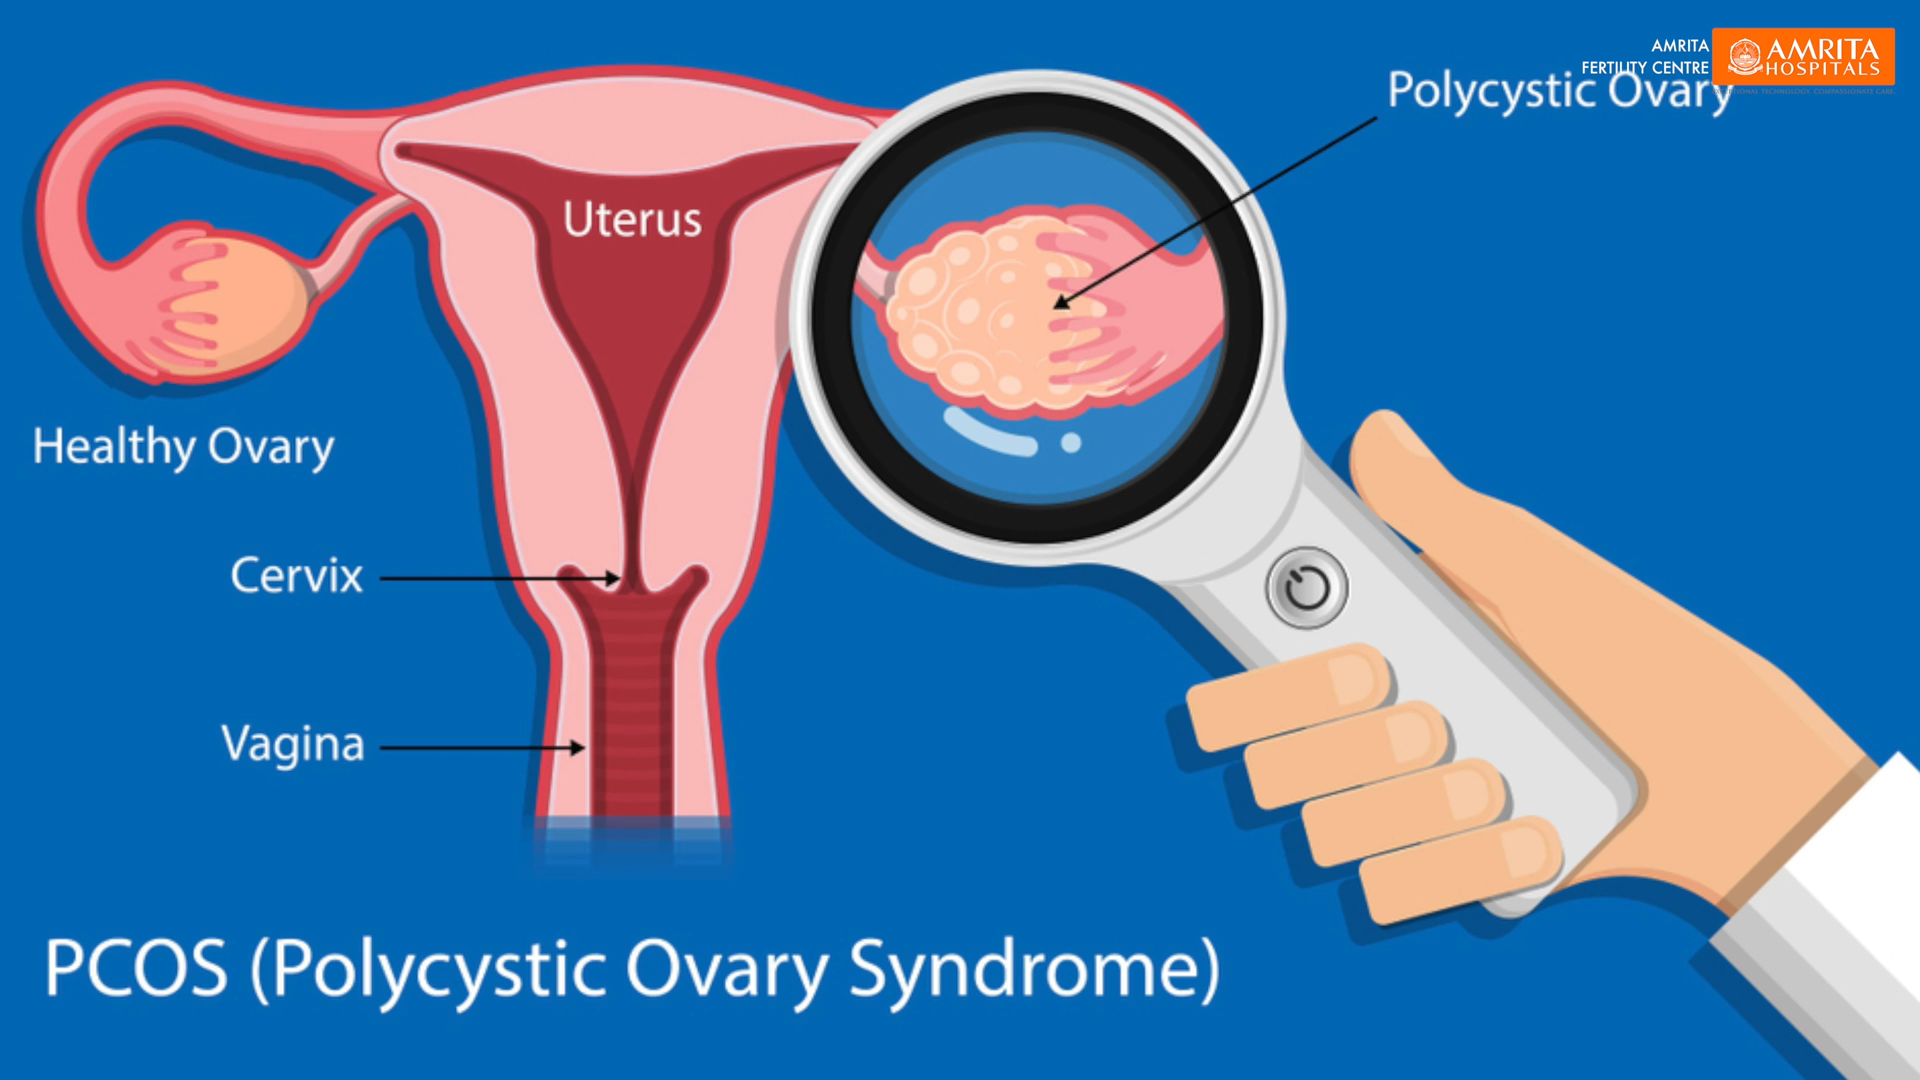 AMRITA
FERTILITY CENTRE
AMRITA
HOSPITALS
Polycystic Ovary
Uterus
Healthy Ovary
Cervix
Vagina
PCOS (Polycystic Ovary Syndrome)